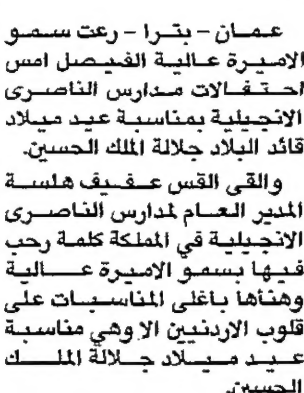 عمان - بترا - رعت سمو
الاميرة عالية الفيصل امس
احتفالات مدارس الناصرى
الانجيلية بمناسبة عيد ميلاد
قائد البلاد جلالة الملك الحسين.
والقى القس عفيف هلسة
المدير العام لمدارس الناصرى
الانجيلية في المملكة كلمة رحب
فيها بسمو الاميرة عالية
وهنأها باغلى المناسبات على
قلوب الاردنيين الا وهي مناسبة
عيد ميلاد جلالة الملك
الحسين.